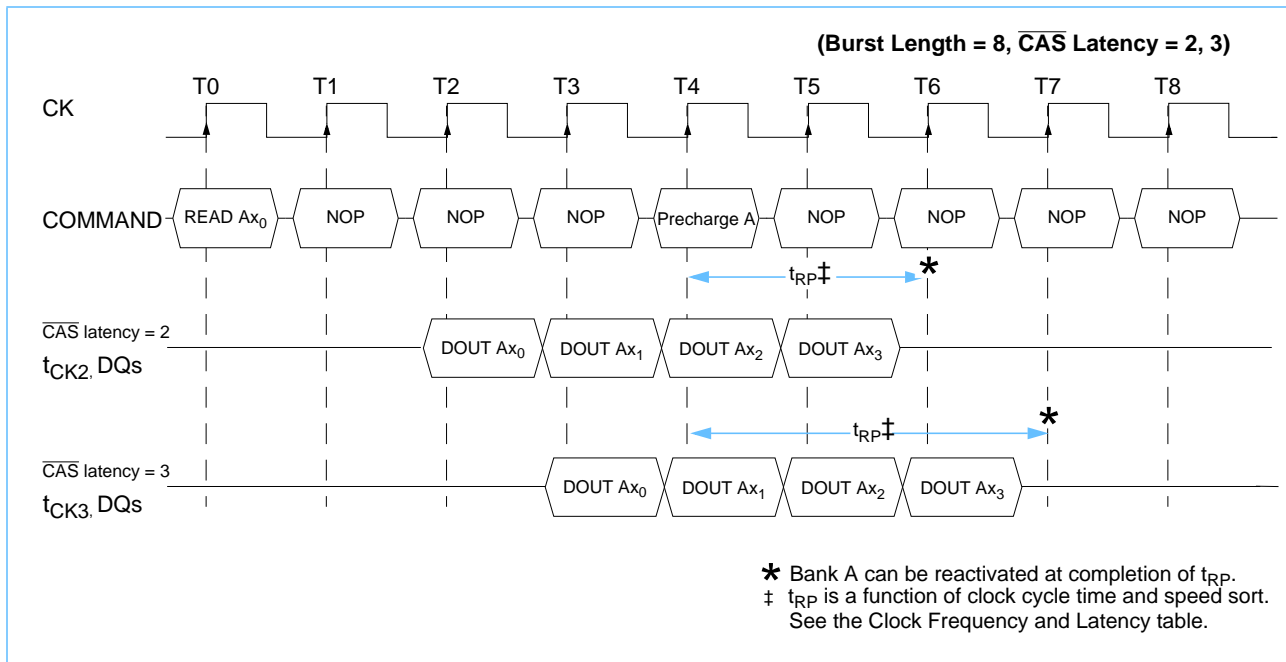 (Burst Length = 8, C̅A̅S̅ Latency = 2, 3)
T0 T1 T2 T3 T4 T5 T6 T7 T8
CK
COMMAND READ Ax₀ NOP NOP NOP Precharge A NOP NOP NOP NOP
tRP‡ *
C̅A̅S̅ latency = 2
tCK2, DQs DOUT Ax₀ DOUT Ax₁ DOUT Ax₂ DOUT Ax₃
tRP‡ *
C̅A̅S̅ latency = 3
tCK3, DQs DOUT Ax₀ DOUT Ax₁ DOUT Ax₂ DOUT Ax₃
* Bank A can be reactivated at completion of tRP.
‡ tRP is a function of clock cycle time and speed sort.
See the Clock Frequency and Latency table.